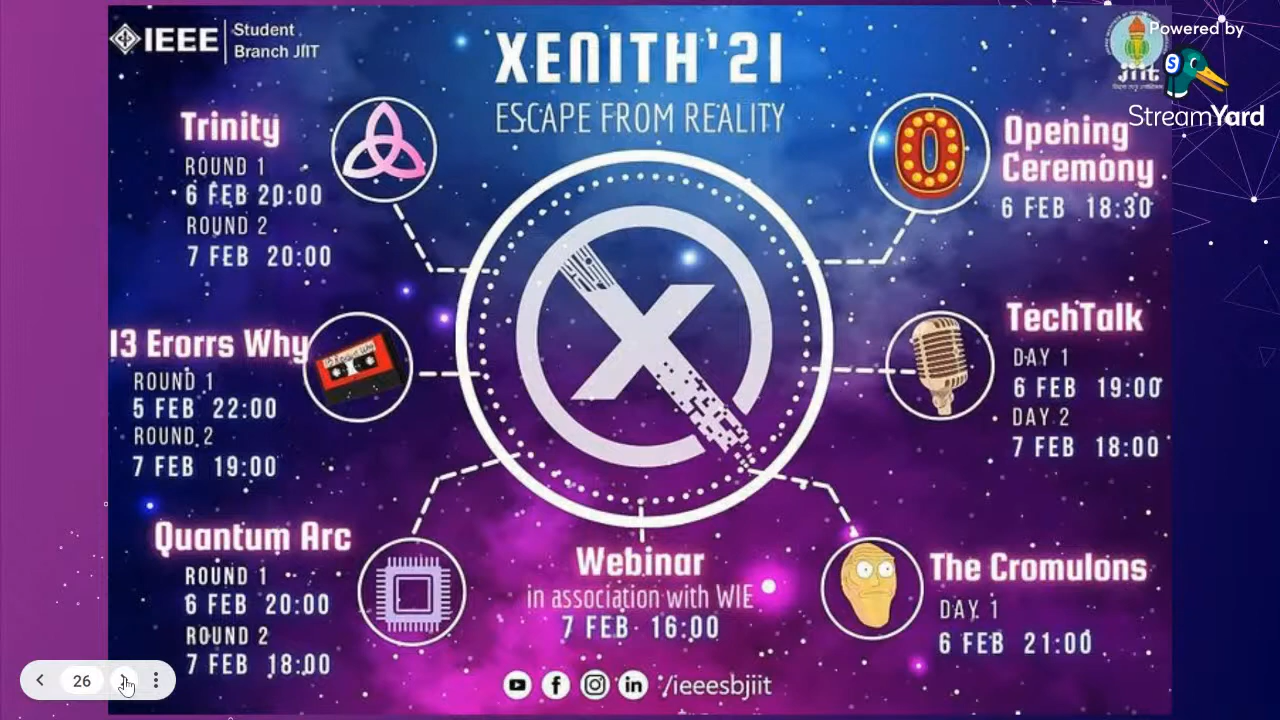 IEEE Student
Branch JIIT
XENITH'21
ESCAPE FROM REALITY
Powered by
StreamYard
jiit
Trinity
ROUND 1
6 FEB 20:00
ROUND 2
7 FEB 20:00
Opening
Ceremony
6 FEB 18:30
13 Erorrs Why
ROUND 1
5 FEB 22:00
ROUND 2
7 FEB 19:00
X
TechTalk
DAY 1
6 FEB 19:00
DAY 2
7 FEB 18:00
Quantum Arc
ROUND 1
6 FEB 20:00
ROUND 2
7 FEB 18:00
Webinar
in association with WIE
7 FEB 16:00
The Cromulons
DAY 1
6 FEB 21:00
/ieeesbjiit
26